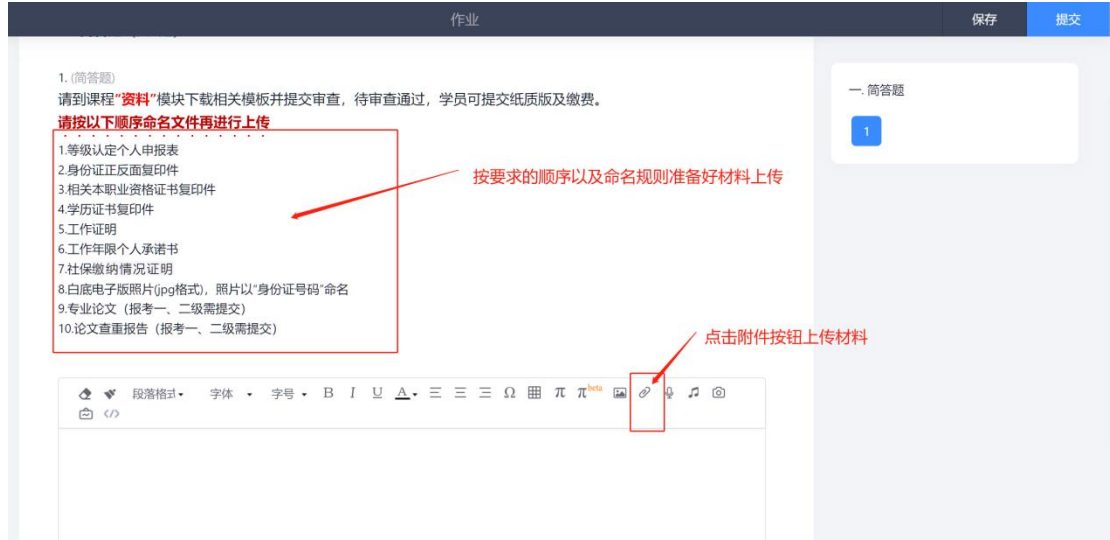 作业
保存
提交
1. (简答题)
请到课程"资料"模块下载相关模板并提交审查，待审查通过，学员可提交纸质版及缴费。
请按以下顺序命名文件再进行上传
1.等级认定个人申报表
2.身份证正反面复印件
3.相关本职业资格证书复印件
4.学历证书复印件
5.工作证明
6.工作年限个人承诺书
7.社保缴纳情况证明
8.白底电子版照片(jpg格式)，照片以"身份证号码"命名
9.专业论文（报考一、二级需提交）
10.论文查重报告（报考一、二级需提交）
按要求的顺序以及命名规则准备好材料上传
点击附件按钮上传材料
段落格式 字体 字号 B I U A Ω π π beta
</>
一. 简答题
1